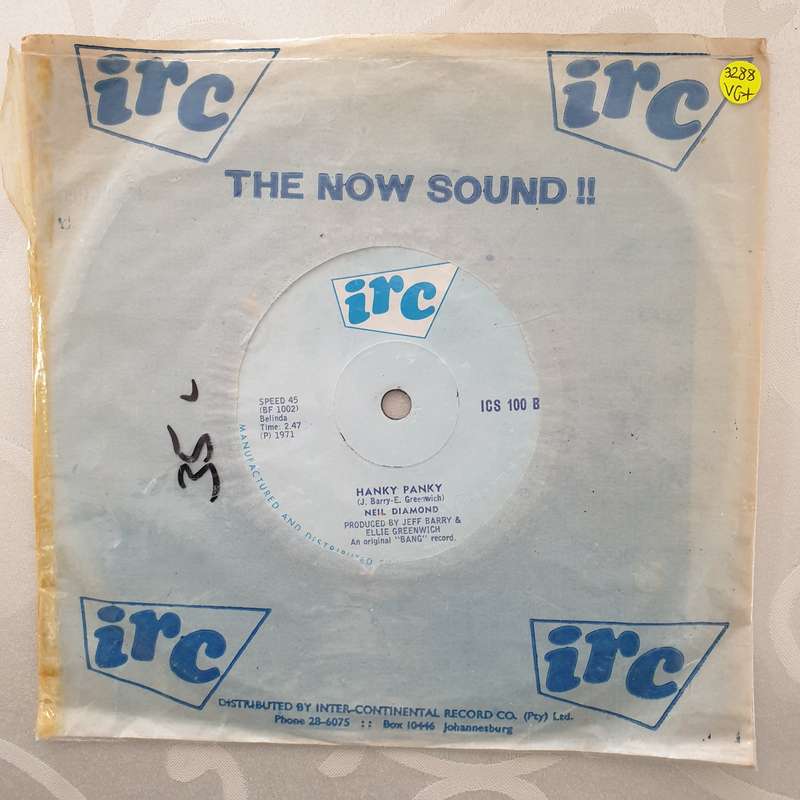 irc
irc
3288
VG+
THE NOW SOUND !!
irc
SPEED 45
(BF 1002)
Belinda
Time: 2.47
(P) 1971
ICS 100 B
35
HANKY PANKY
(J. Barry-E. Greenwich)
NEIL DIAMOND
PRODUCED BY JEFF BARRY &
ELLIE GREENWICH
An original "BANG" record.
MANUFACTURED AND DISTRIBUTED
irc
irc
DISTRIBUTED BY INTER-CONTINENTAL RECORD CO. (Pty) Ltd.
Phone 28-6075 :: Box 10446 Johannesburg